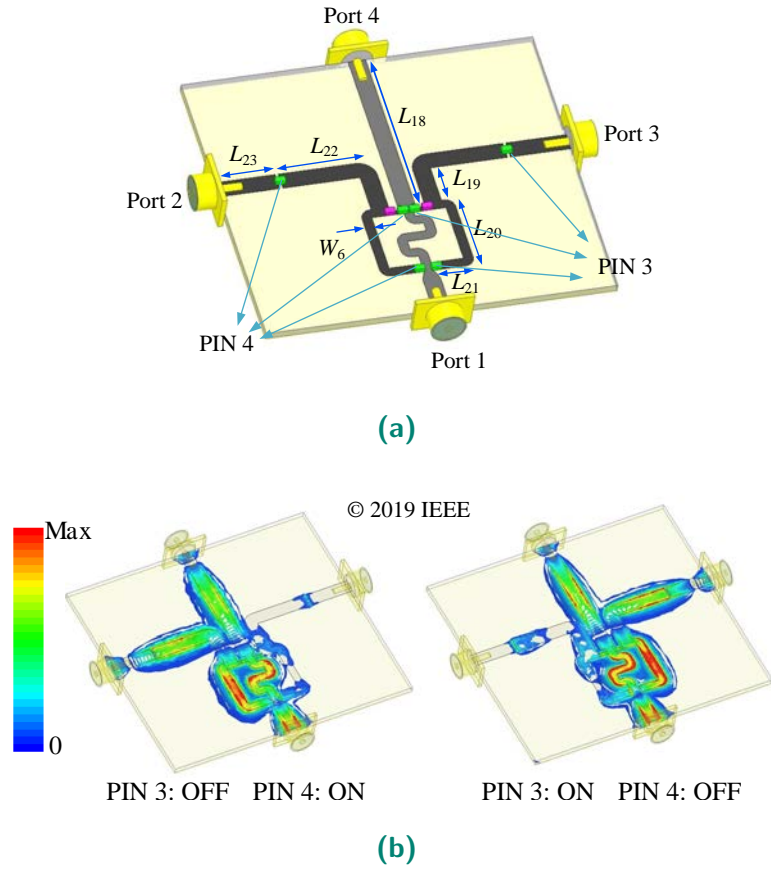 Port 4
L18
Port 3
L23
L22
L19
Port 2
L20
W6
PIN 3
L21
PIN 4
Port 1
(a)
© 2019 IEEE
Max
0
PIN 3: OFF PIN 4: ON
PIN 3: ON PIN 4: OFF
(b)